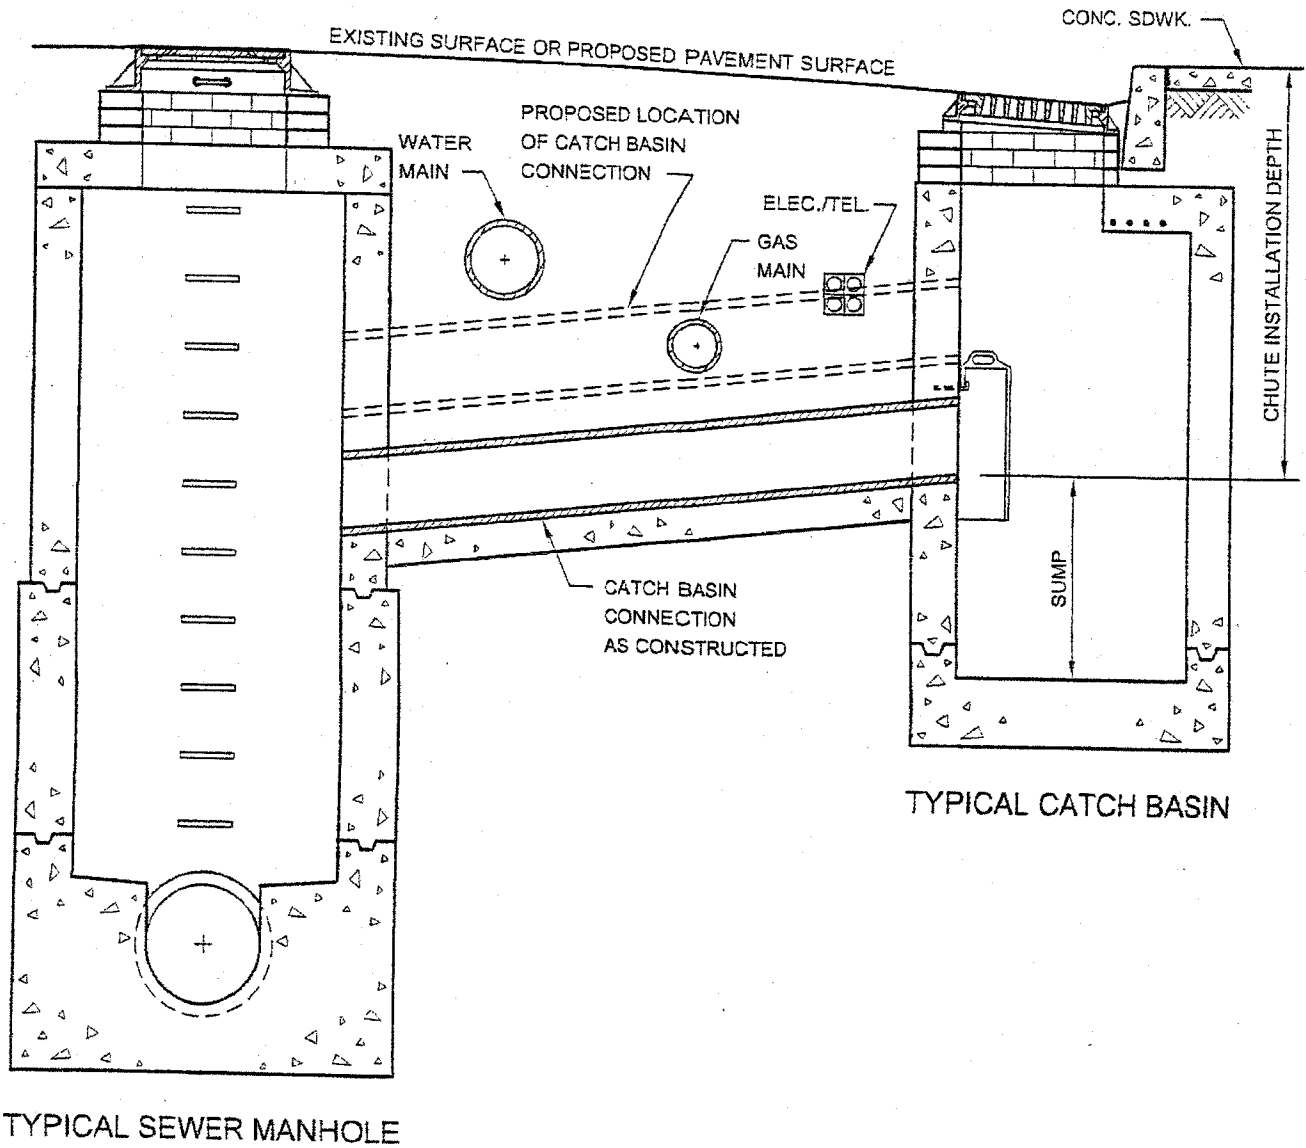 CONC. SDWK.
EXISTING SURFACE OR PROPOSED PAVEMENT SURFACE
PROPOSED LOCATION
OF CATCH BASIN
CONNECTION
WATER
MAIN
ELEC./TEL.
GAS
MAIN
CHUTE INSTALLATION DEPTH
SUMP
CATCH BASIN
CONNECTION
AS CONSTRUCTED
TYPICAL CATCH BASIN
TYPICAL SEWER MANHOLE